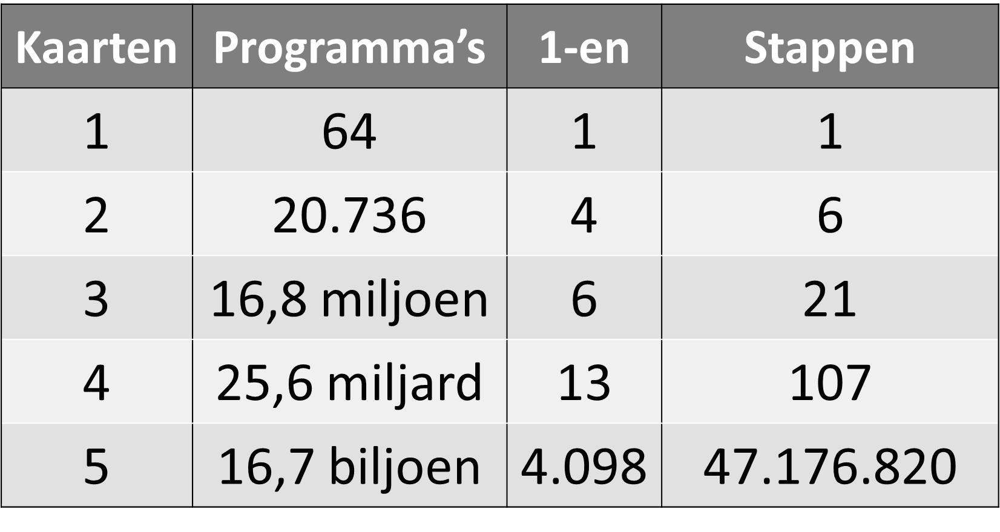 Kaarten Programma’s 1-en Stappen
1 64 1 1
2 20.736 4 6
3 16,8 miljoen 6 21
4 25,6 miljard 13 107
5 16,7 biljoen 4.098 47.176.820